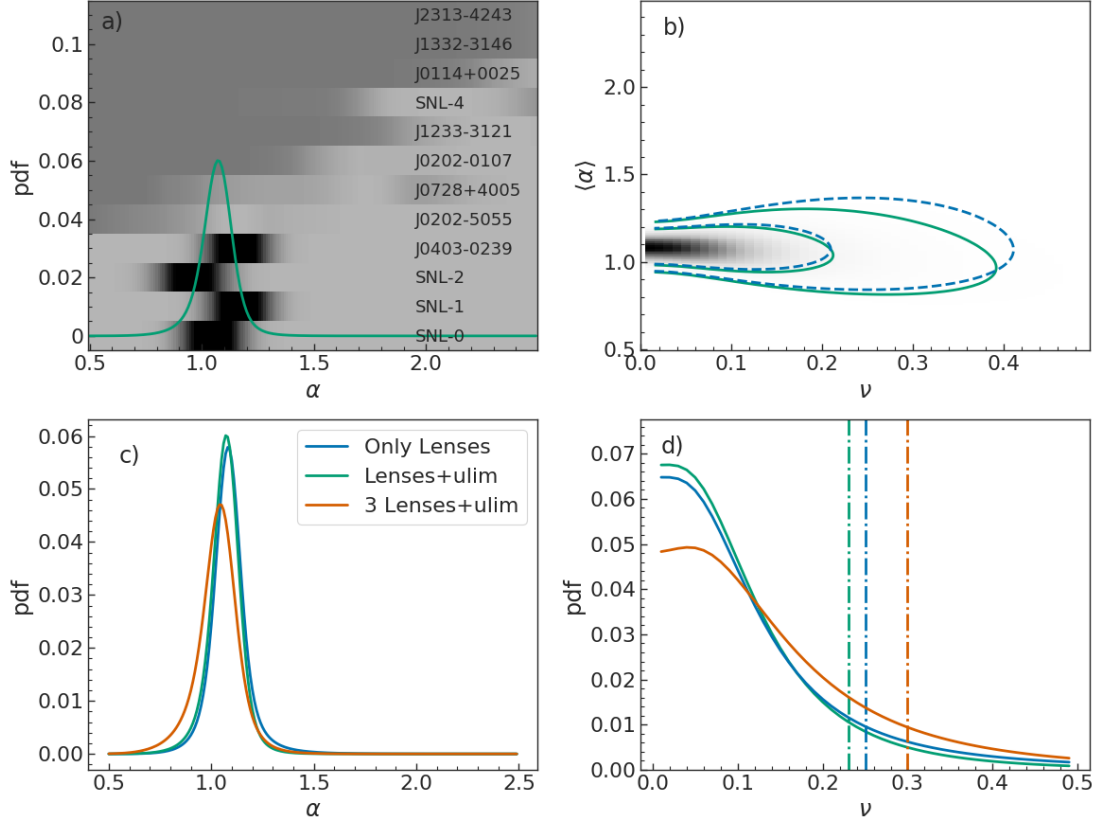 a)
J2313-4243
J1332-3146
J0114+0025
SNL-4
J1233-3121
J0202-0107
J0728+4005
J0202-5055
J0403-0239
SNL-2
SNL-1
SNL-0
0.1
0.08
0.06
0.04
0.02
0
pdf
0.5 1.0 1.5 2.0
α
b)
2.0
1.5
1.0
0.5
⟨α⟩
0.0 0.1 0.2 0.3 0.4
ν
c)
Only Lenses
Lenses+ulim
3 Lenses+ulim
0.06
0.05
0.04
0.03
0.02
0.01
0.00
pdf
0.5 1.0 1.5 2.0 2.5
α
d)
0.07
0.06
0.05
0.04
0.03
0.02
0.01
0.00
pdf
0.0 0.1 0.2 0.3 0.4 0.5
ν